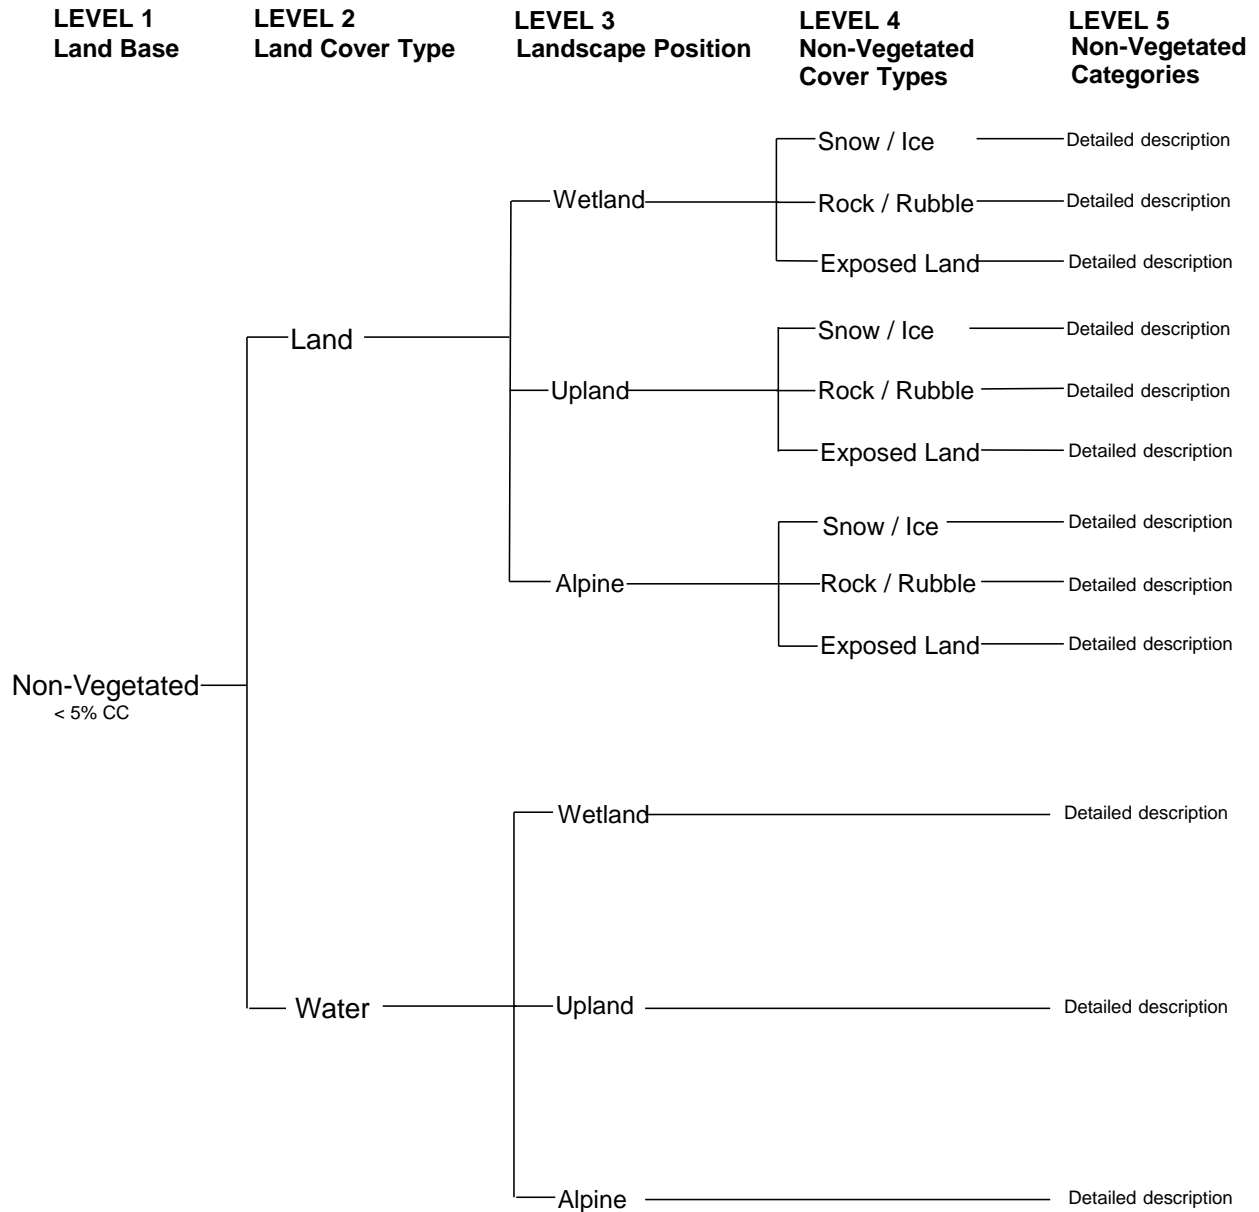 LEVEL 1
Land Base
LEVEL 2
Land Cover Type
LEVEL 3
Landscape Position
LEVEL 4
Non-Vegetated
Cover Types
LEVEL 5
Non-Vegetated
Categories
Snow / Ice
Detailed description
Wetland
Rock / Rubble
Detailed description
Exposed Land
Detailed description
Land
Snow / Ice
Detailed description
Upland
Rock / Rubble
Detailed description
Exposed Land
Detailed description
Snow / Ice
Detailed description
Alpine
Rock / Rubble
Detailed description
Exposed Land
Detailed description
Non-Vegetated
< 5% CC
Wetland
Detailed description
Water
Upland
Detailed description
Alpine
Detailed description